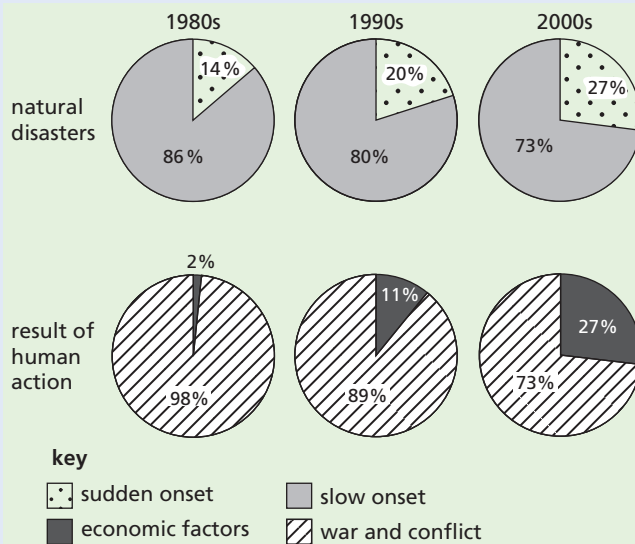 1980s 1990s 2000s
natural
disasters
14% 20% 27%
86% 80% 73%
2%
11% 27%
result of
human
action
98% 89% 73%
key
sudden onset slow onset
economic factors war and conflict